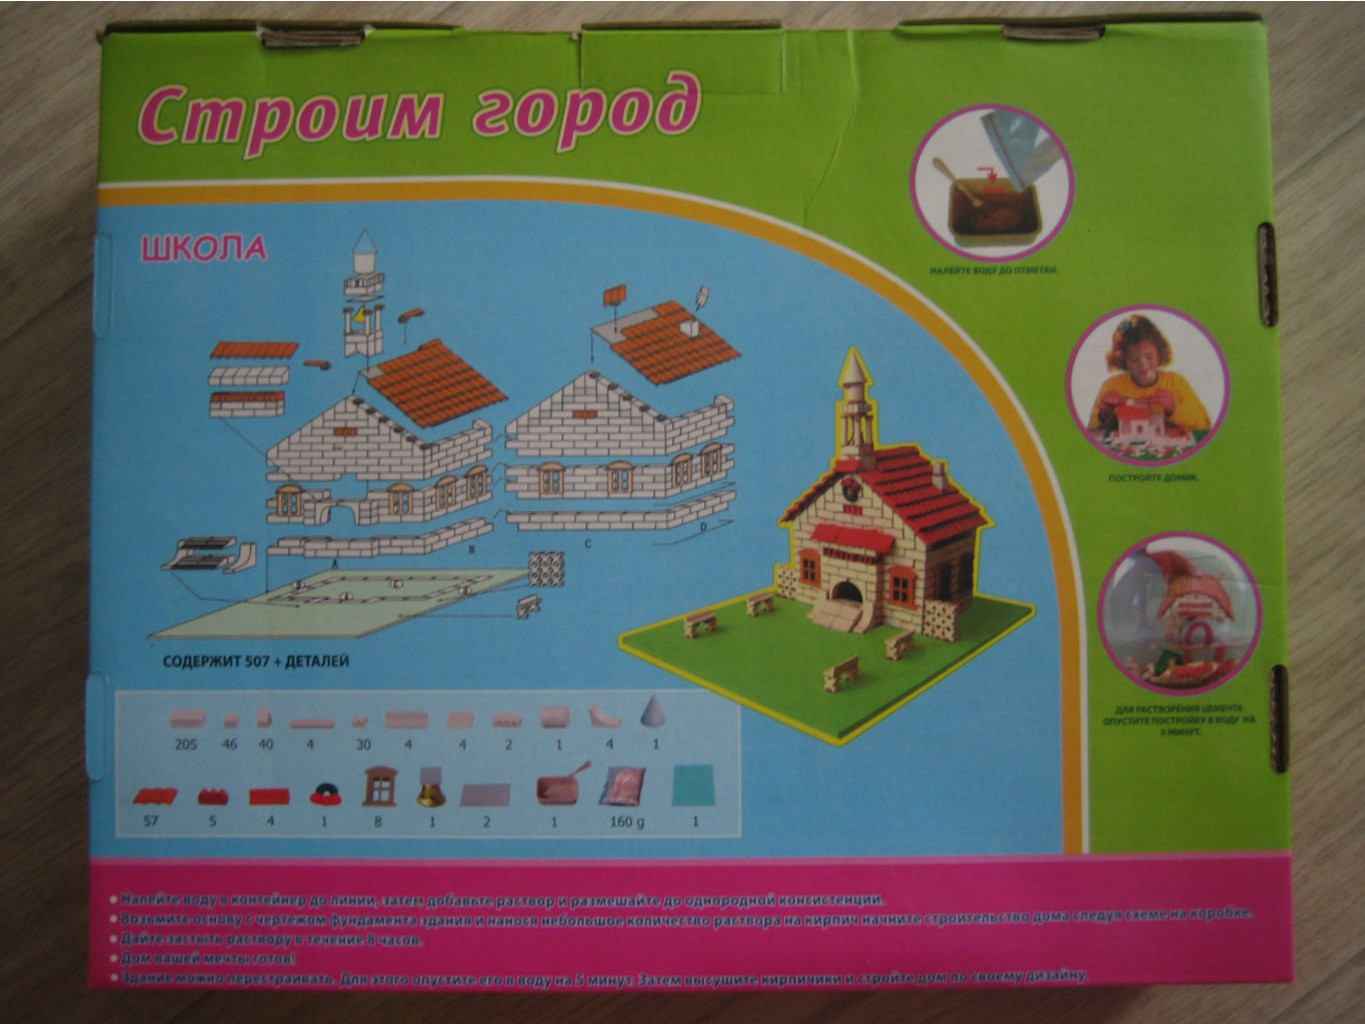 Строим город
ШКОЛА
НАЛЕЙТЕ ВОДУ ДО ОТМЕТКИ.
ПОСТРОЙТЕ ДОМИК.
B
C
D
A
СОДЕРЖИТ 507 + ДЕТАЛЕЙ
205 46 40 4 30 4 4 2 1 4 1
57 5 4 1 8 1 2 1 160 g 1
ДЛЯ РАСТВОРЕНИЯ ЦЕМЕНТА
ОПУСТИТЕ ПОСТРОЙКУ В ВОДУ НА
МИНУТ.
• Налейте воду в контейнер до линии, затем добавьте раствор и размешайте до однородной консистенции.
• Возьмите основу с чертежом фундамента здания и нанося небольшое количество раствора на кирпич начните строительство дома следуя схеме на коробке.
• Дайте застыть раствору в течение 8 часов.
• Дом вашей мечты готов!
• Здание можно перестраивать. Для этого опустите его в воду на 5 минут. Затем высушите кирпичики и стройте дом по своему дизайну.